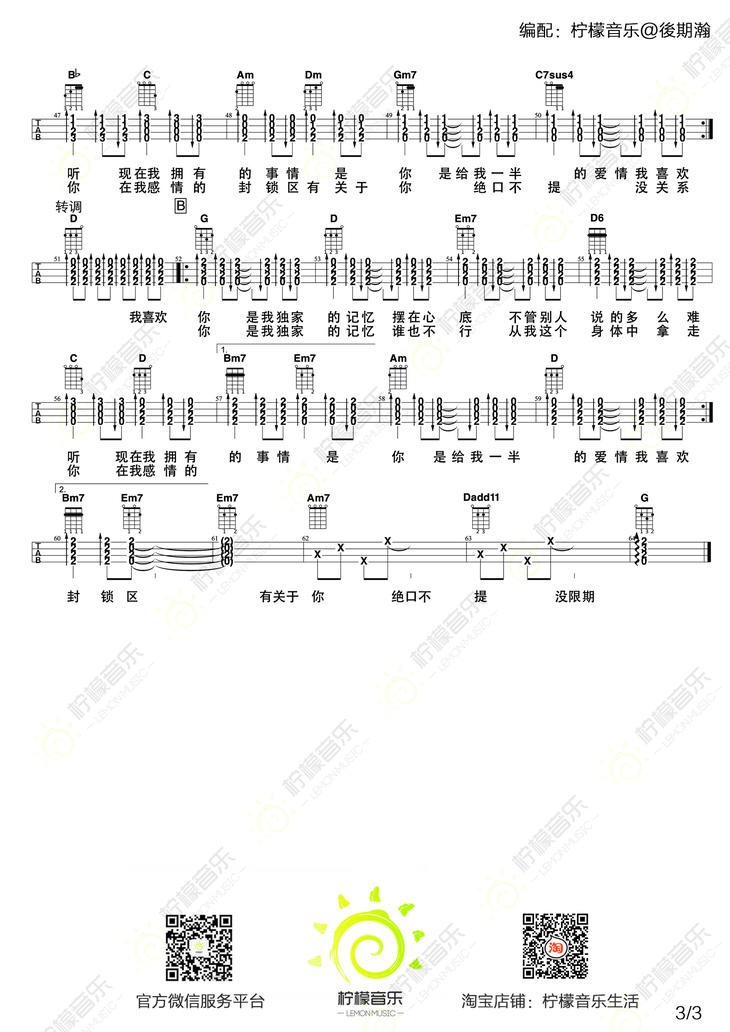 编配：柠檬音乐@後期瀚
B♭ C Am Dm Gm7 C7sus4
47 48 49 50
听 现在我 拥有 的事情 是 你 是给我一半 的爱情我喜欢
你 在我感 情的 封锁区有关于 你 绝口不提 没关系
转调 B
D G D Em7 D6
51 52 53 54 55
我喜欢 你 是我独家 的记忆 摆在心 底 不管别人 说的多么难
你 是我独家 的记忆 谁也不 行 从我这个 身体中拿走
1.
C D Bm7 Em7 Am D
56 57 58 59
听 现在我 拥有 的事情 是 你 是给我一半 的爱情我喜欢
你 在我感 情的
2.
Bm7 Em7 Em7 Am7 Dadd11 G
60 61 62 63 64
封 锁区 有关于你 绝口不 提 没限期
柠檬音乐
LEMON MUSIC
官方微信服务平台
淘
淘宝店铺：柠檬音乐生活
3/3